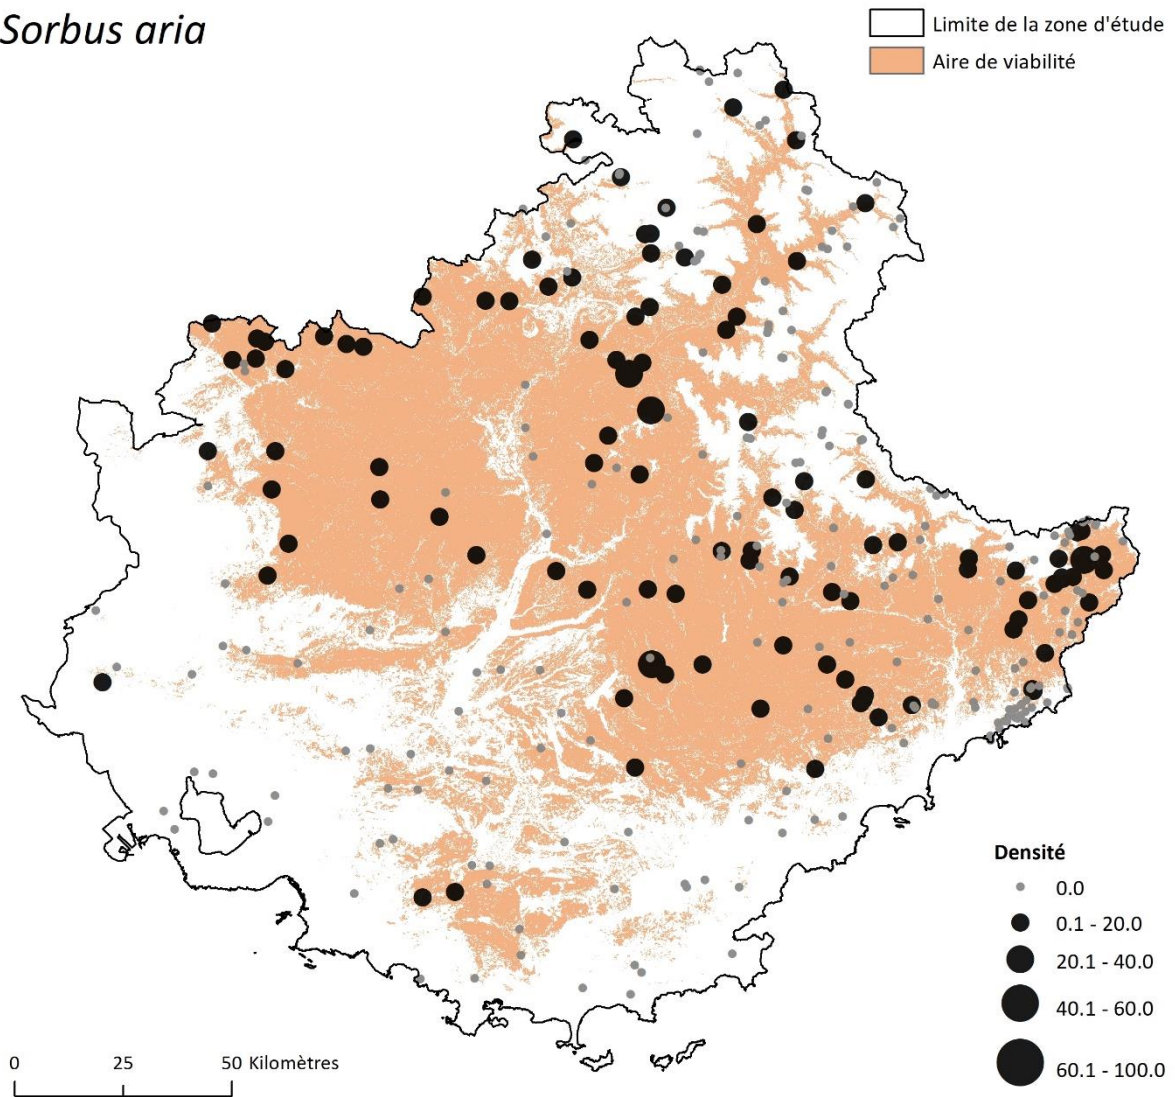 Sorbus aria
Limite de la zone d'étude
Aire de viabilité
Densité
0.0
0.1 - 20.0
20.1 - 40.0
40.1 - 60.0
60.1 - 100.0
0 25 50 Kilomètres